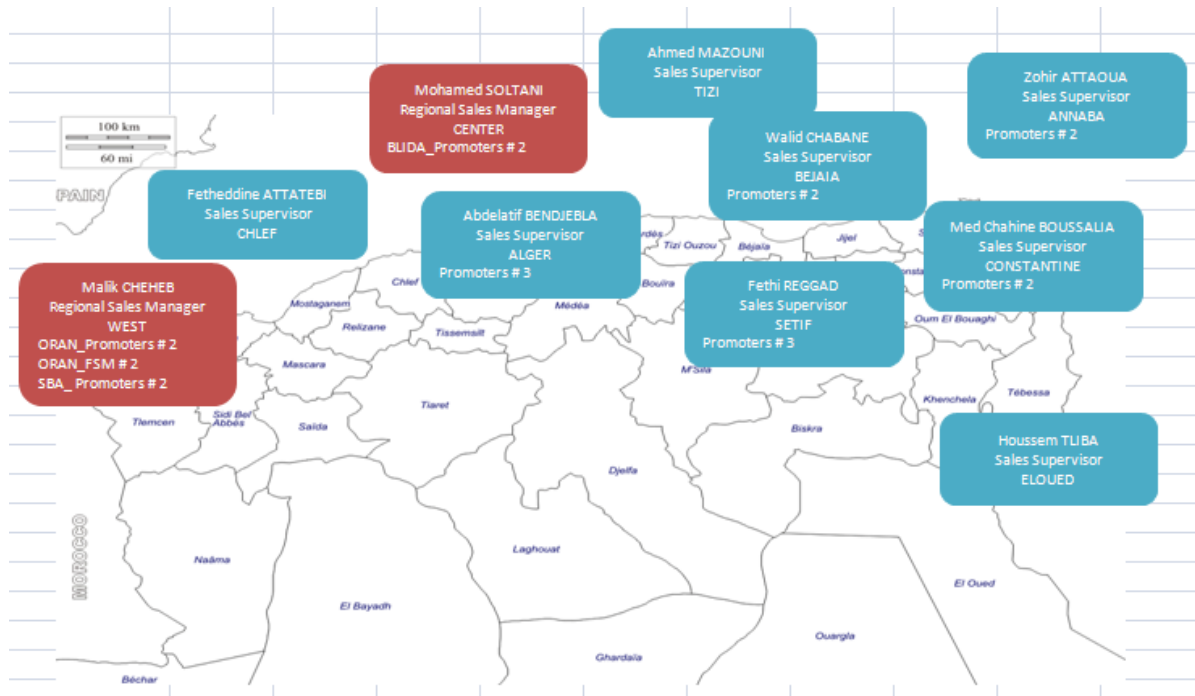 Ahmed MAZOUNI
Sales Supervisor
TIZI
Mohamed SOLTANI
Regional Sales Manager
CENTER
BLIDA_Promoters # 2
Zohir ATTAOUA
Sales Supervisor
ANNABA
Promoters # 2
100 km
60 mi
Walid CHABANE
Sales Supervisor
BEJAIA
Promoters # 2
PAIN
Fetheddine ATTATEBI
Sales Supervisor
CHLEF
Abdelatif BENDJEBLA
Sales Supervisor
ALGER
Promoters # 3
Med Chahine BOUSSALIA
Sales Supervisor
CONSTANTINE
Promoters # 2
rdès
Tizi Ouzou
Béjaïa
Jijel
Malik CHEHEB
Regional Sales Manager
WEST
ORAN_Promoters # 2
ORAN_FSM # 2
SBA_ Promoters # 2
Chlef
Bouira
Fethi REGGAD
Sales Supervisor
SETIF
Promoters # 3
Mostaganem
Médéa
Relizane
Tissemsilt
Oum El Bouaghi
Mascara
M'Sila
Tiaret
Khenchela
Tébessa
Tlemcen
Sidi Bel
Abbès
Saïda
Biskra
Houssem TLIBA
Sales Supervisor
ELOUED
Djelfa
MOROCCO
Naâma
Laghouat
El Oued
El Bayadh
Ouargla
Ghardaïa
Béchar